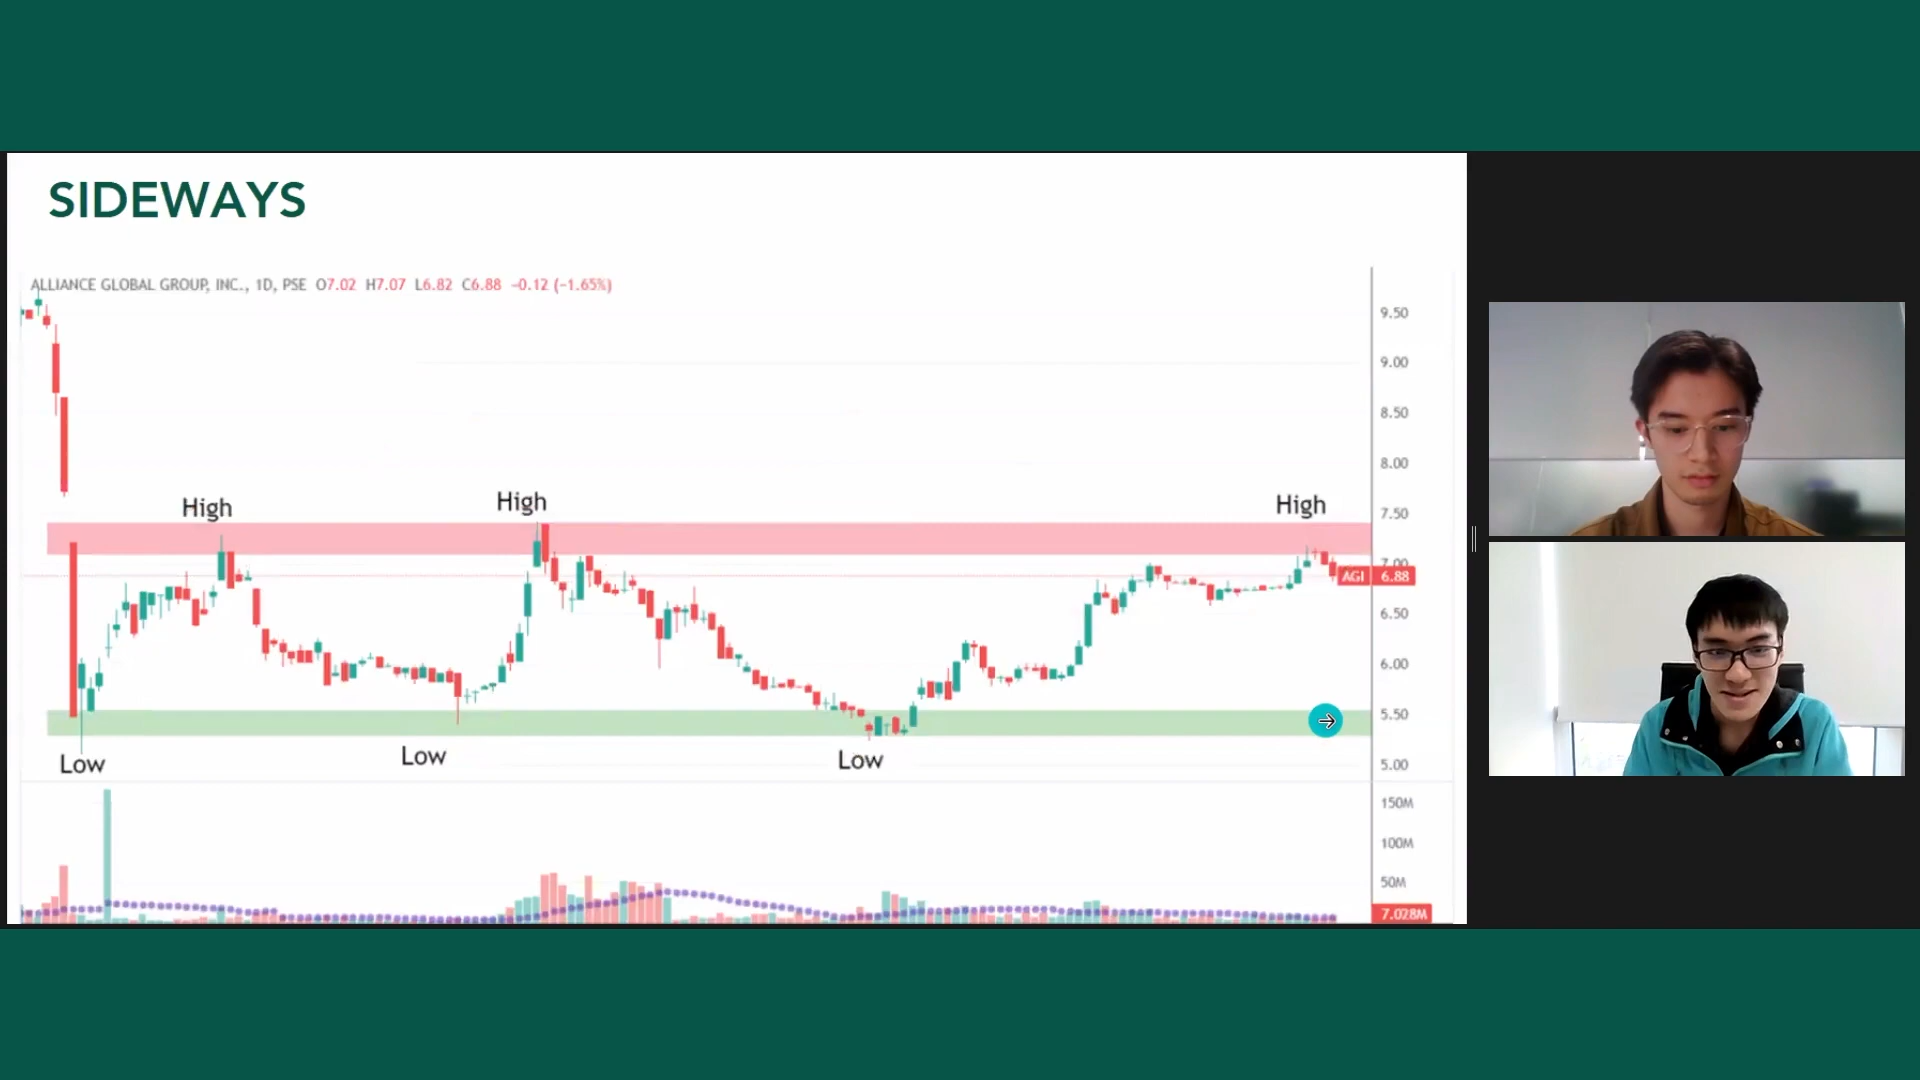 SIDEWAYS
ALLIANCE GLOBAL GROUP, INC., 1D, PSE O7.02 H7.07 L6.82 C6.88 −0.12 (−1.65%)
9.50
9.00
8.50
8.00
High
High
High
7.50
7.00
AGI 6.88
6.50
6.00
5.50
Low
Low
Low
5.00
150M
100M
50M
7.028M